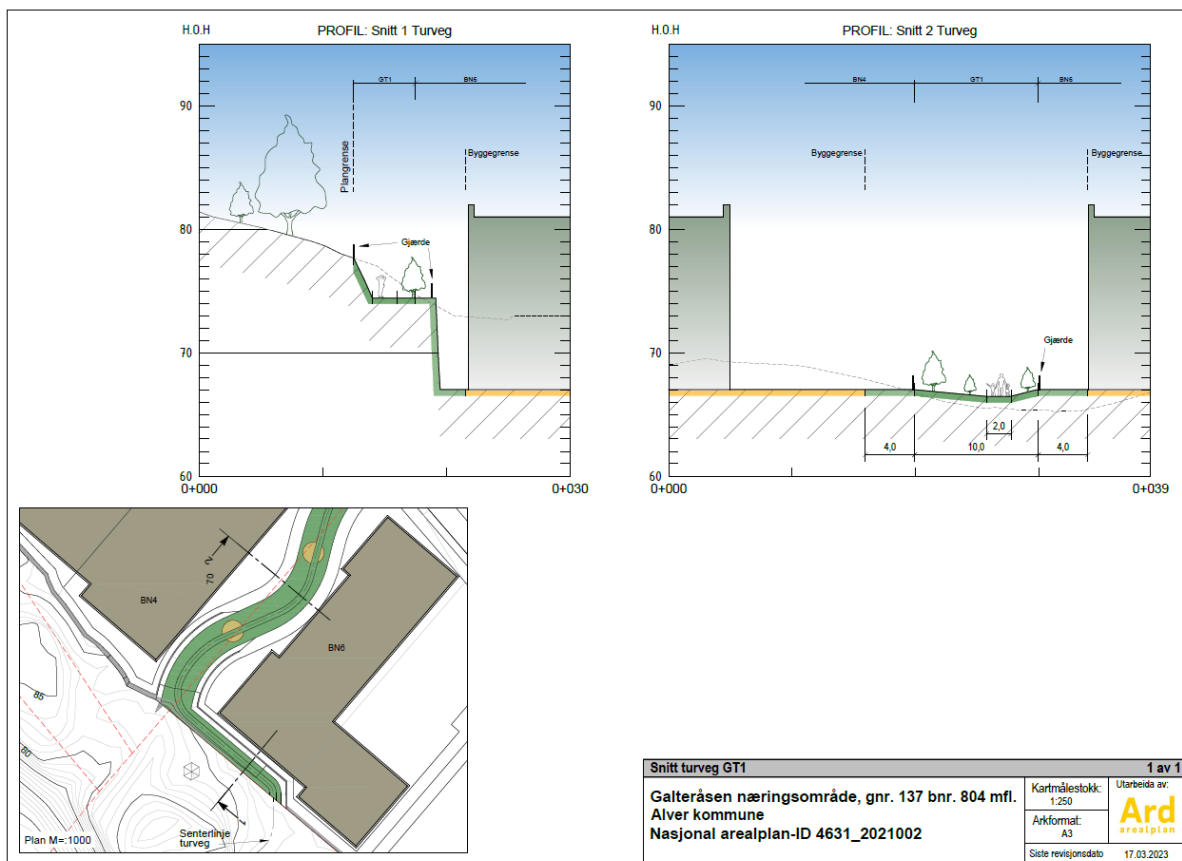 H.O.H
PROFIL: Snitt 1 Turveg
GT1
BN6
90
Plangrense
Byggegrense
80
Gjærde
70
60
0+000
0+030
H.O.H
PROFIL: Snitt 2 Turveg
BN4
GT1
BN6
90
Byggegrense
Byggegrense
80
70
Gjærde
2,0
4,0
10,0
4,0
60
0+000
0+039
2
70
BN4
BN6
85
80
1
Senterlinje
turveg
Plan M=:1000
Snitt turveg GT1
1 av 1
Galteråsen næringsområde, gnr. 137 bnr. 804 mfl.
Alver kommune
Nasjonal arealplan-ID 4631_2021002
Kartmålestokk:
1:250
Arkformat:
A3
Siste revisjonsdato
17.03.2023
Utarbeida av:
Ard
arealplan